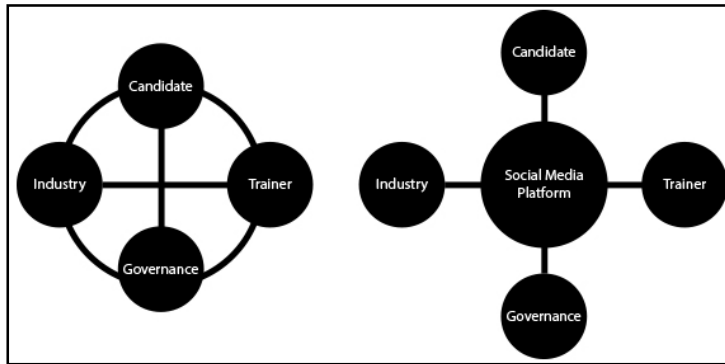 Candidate
Industry
Trainer
Governance
Candidate
Industry
Social Media
Platform
Trainer
Governance